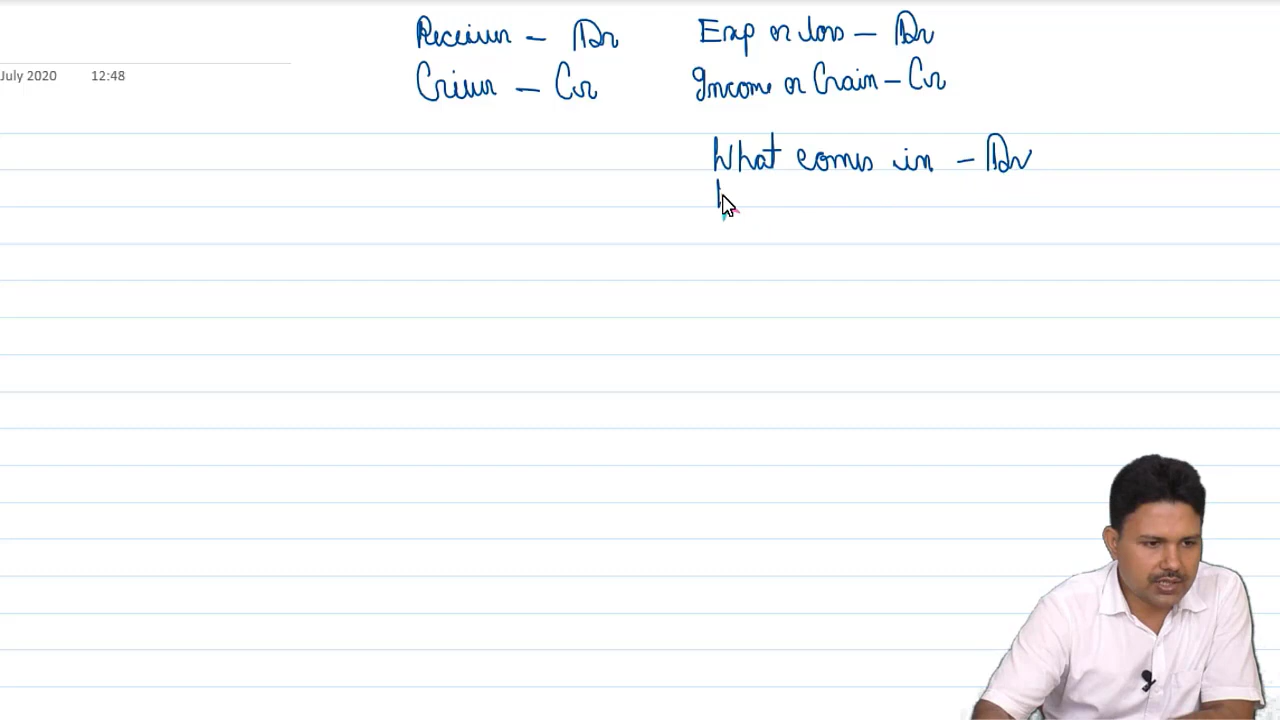 Receiver - Dr
Giver - Cr
Exp or loss - Dr
Income or Gain - Cr
July 2020 12:48
What comes in - Dr